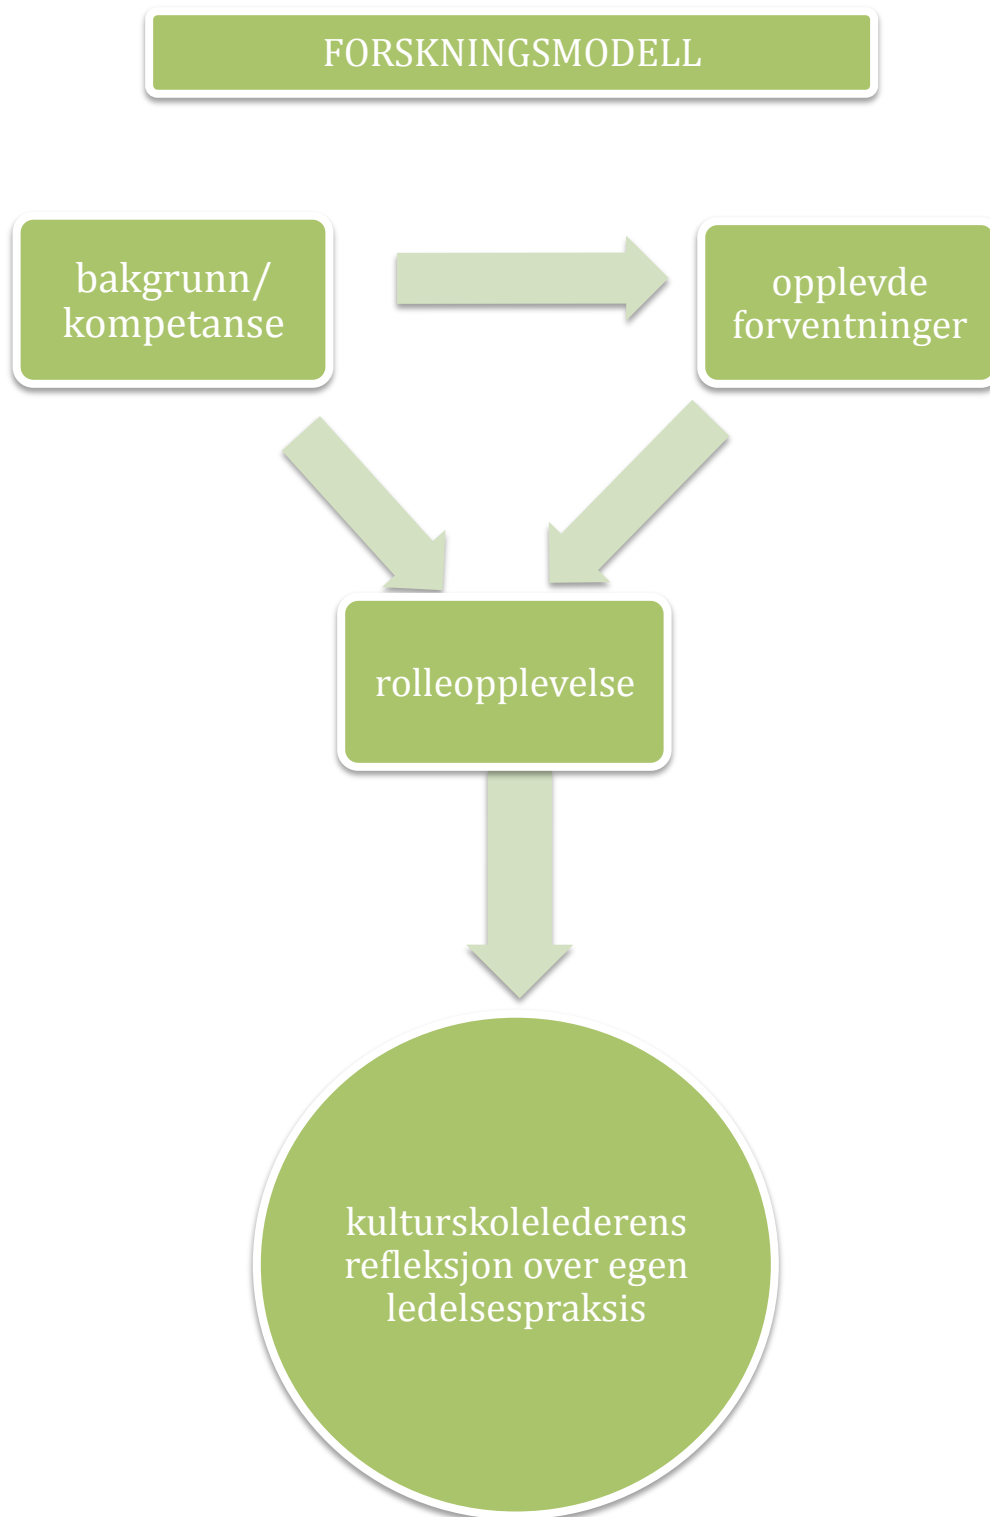 FORSKNINGSMODELL
bakgrunn/
kompetanse
opplevde
forventninger
rolleopplevelse
kulturskolelederens
refleksjon over egen
ledelsespraksis